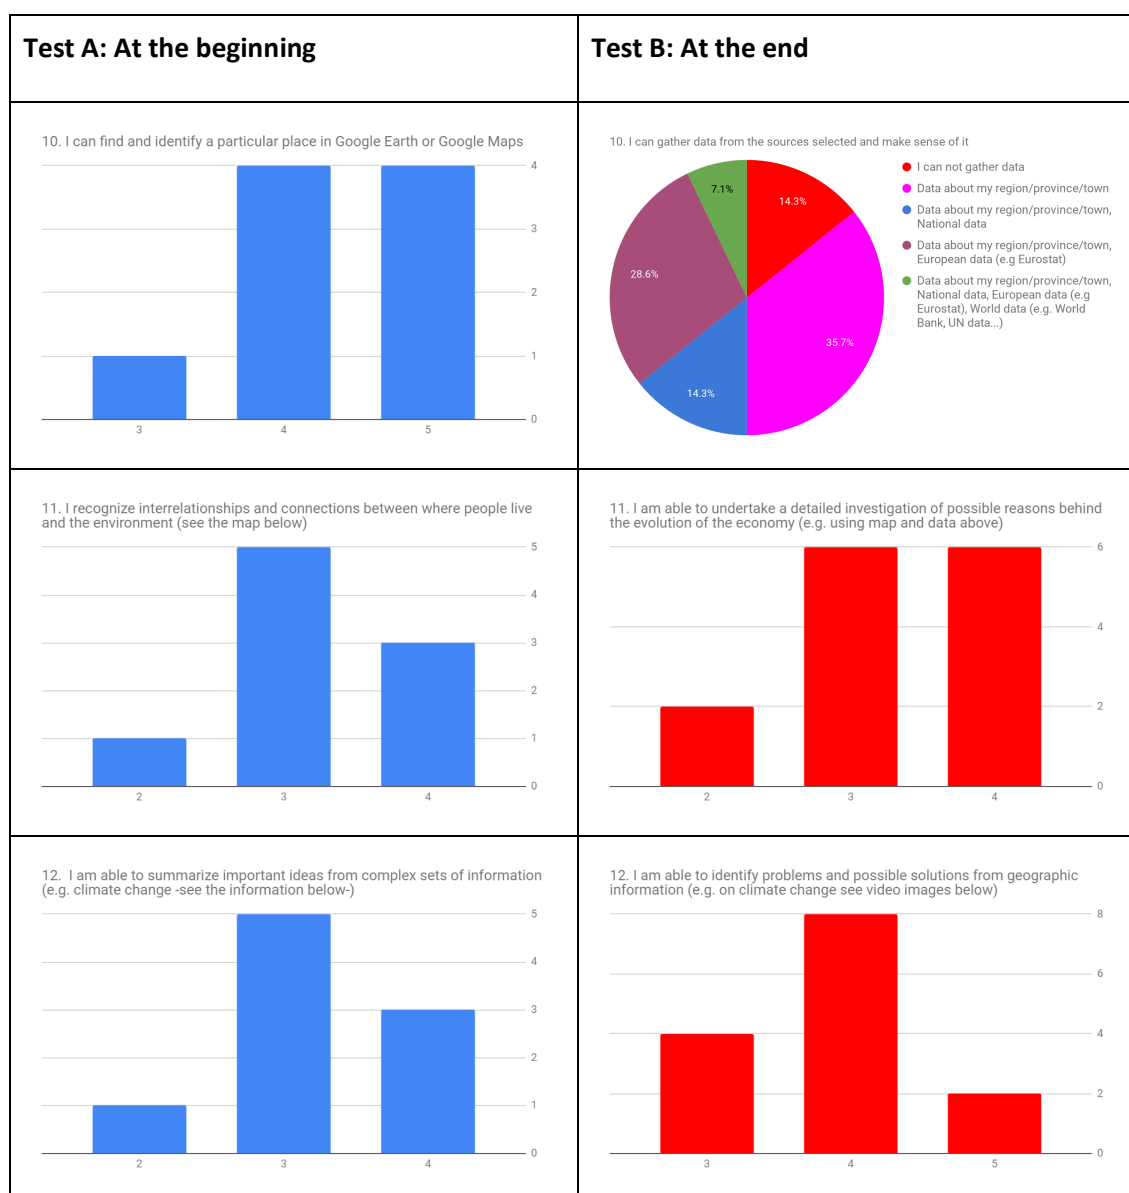 Test A: At the beginning
Test B: At the end
10. I can find and identify a particular place in Google Earth or Google Maps
4
3
2
1
0
3
4
5
10. I can gather data from the sources selected and make sense of it
7.1%
14.3%
28.6%
35.7%
14.3%
I can not gather data
Data about my region/province/town
Data about my region/province/town,
National data
Data about my region/province/town,
European data (e.g Eurostat)
Data about my region/province/town,
National data, European data (e.g
Eurostat), World data (e.g. World
Bank, UN data...)
11. I recognize interrelationships and connections between where people live
and the environment (see the map below)
5
4
3
2
1
0
2
3
4
11. I am able to undertake a detailed investigation of possible reasons behind
the evolution of the economy (e.g. using map and data above)
6
4
2
0
2
3
4
12. I am able to summarize important ideas from complex sets of information
(e.g. climate change -see the information below-)
5
4
3
2
1
0
2
3
4
12. I am able to identify problems and possible solutions from geographic
information (e.g. on climate change see video images below)
8
6
4
2
0
3
4
5